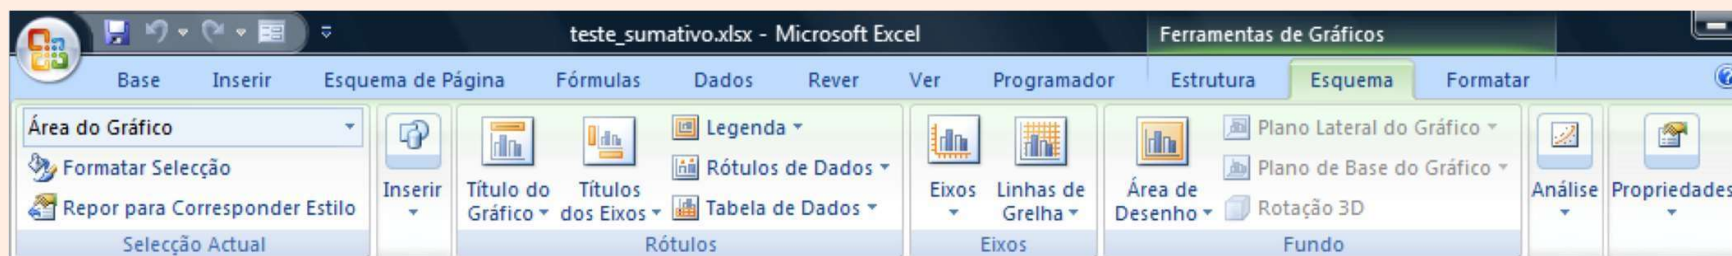 teste_sumativo.xlsx - Microsoft Excel Ferramentas de Gráficos
Base Inserir Esquema de Página Fórmulas Dados Rever Ver Programador Estrutura Esquema Formatar
Área do Gráfico
Formatar Selecção
Repor para Corresponder Estilo
Selecção Actual
Inserir
Título do
Gráfico
Títulos
dos Eixos
Legenda
Rótulos de Dados
Tabela de Dados
Rótulos
Eixos
Linhas de
Grelha
Eixos
Área de
Desenho
Plano Lateral do Gráfico
Plano de Base do Gráfico
Rotação 3D
Fundo
Análise
Propriedades